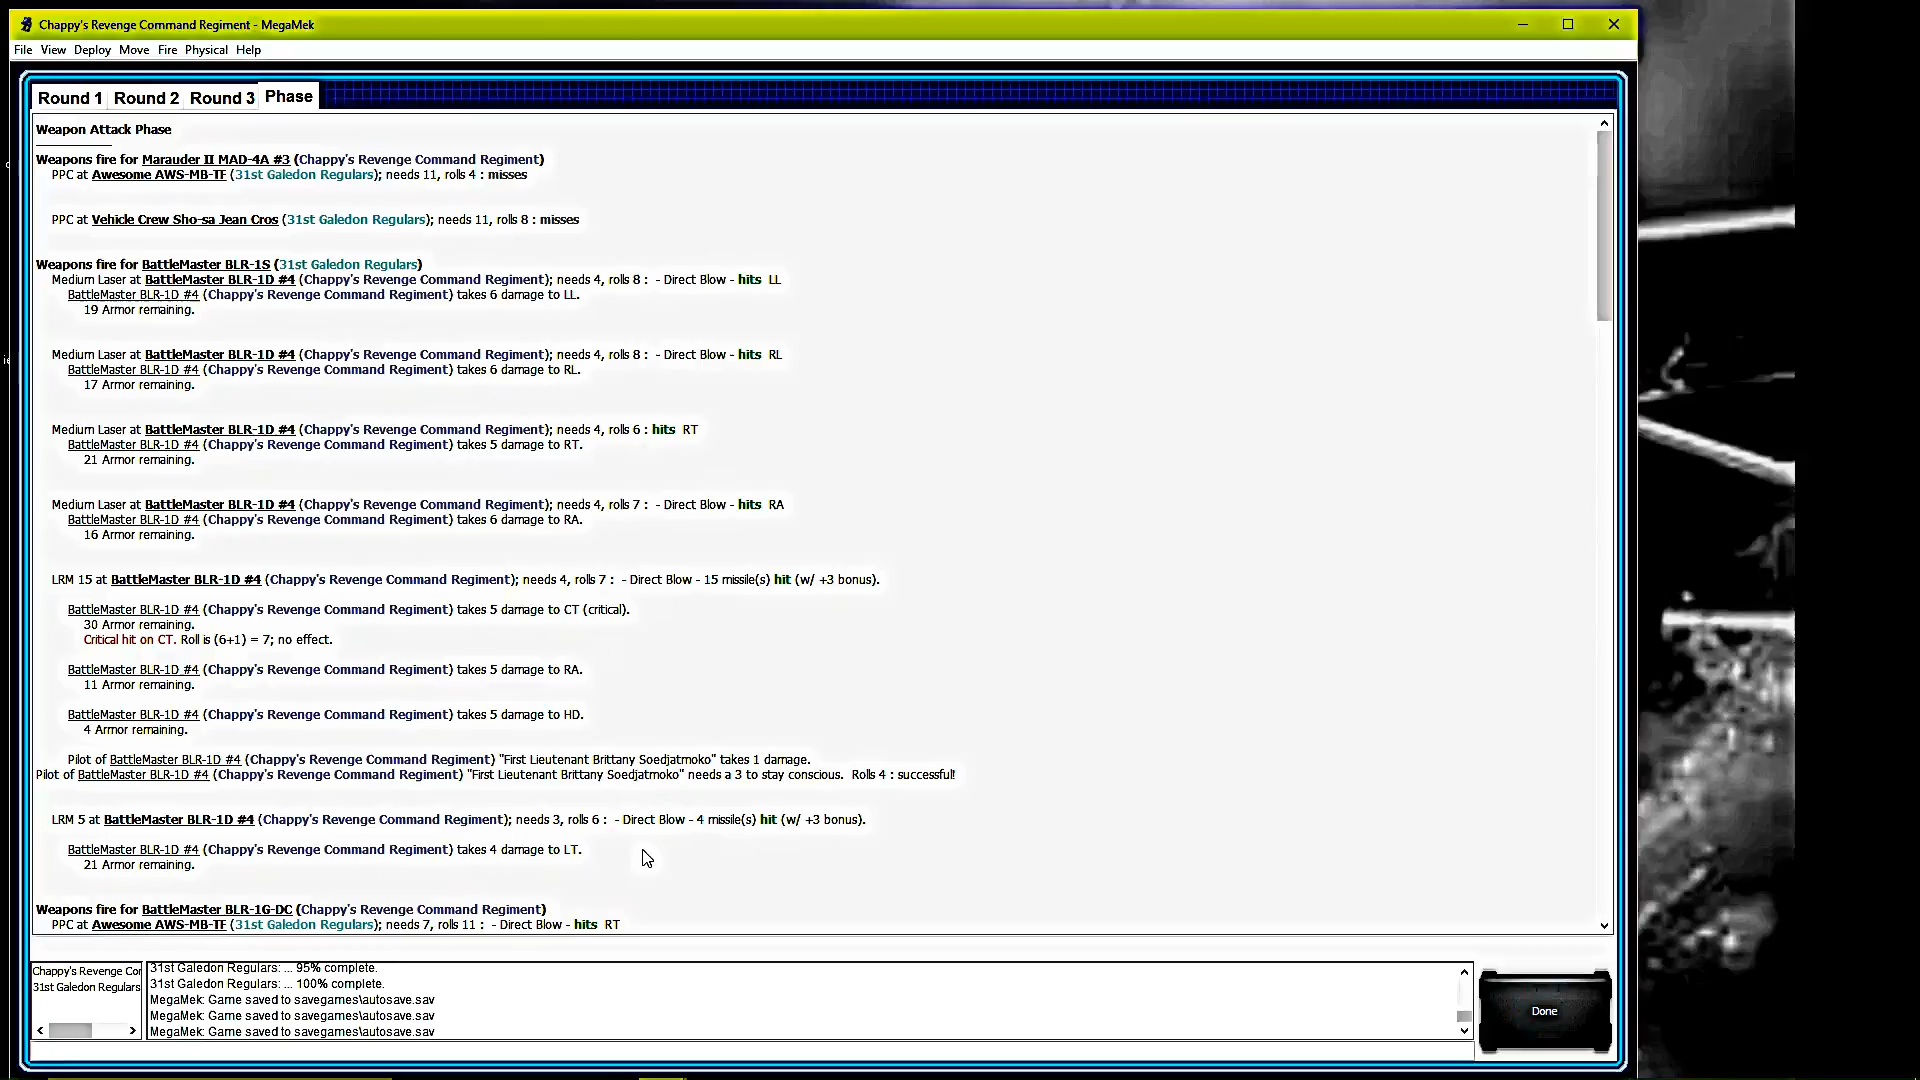 Chappy's Revenge Command Regiment - MegaMek
File View Deploy Move Fire Physical Help
Round 1 Round 2 Round 3 Phase
Weapon Attack Phase
Weapons fire for Marauder II MAD-4A #3 (Chappy's Revenge Command Regiment)
PPC at Awesome AWS-MB-TF (31st Galedon Regulars); needs 11, rolls 4 : misses
PPC at Vehicle Crew Sho-sa Jean Cros (31st Galedon Regulars); needs 11, rolls 8 : misses
Weapons fire for BattleMaster BLR-1S (31st Galedon Regulars)
Medium Laser at BattleMaster BLR-1D #4 (Chappy's Revenge Command Regiment); needs 4, rolls 8 : - Direct Blow - hits LL
BattleMaster BLR-1D #4 (Chappy's Revenge Command Regiment) takes 6 damage to LL.
19 Armor remaining.
Medium Laser at BattleMaster BLR-1D #4 (Chappy's Revenge Command Regiment); needs 4, rolls 8 : - Direct Blow - hits RL
BattleMaster BLR-1D #4 (Chappy's Revenge Command Regiment) takes 6 damage to RL.
17 Armor remaining.
Medium Laser at BattleMaster BLR-1D #4 (Chappy's Revenge Command Regiment); needs 4, rolls 6 : hits RT
BattleMaster BLR-1D #4 (Chappy's Revenge Command Regiment) takes 5 damage to RT.
21 Armor remaining.
Medium Laser at BattleMaster BLR-1D #4 (Chappy's Revenge Command Regiment); needs 4, rolls 7 : - Direct Blow - hits RA
BattleMaster BLR-1D #4 (Chappy's Revenge Command Regiment) takes 6 damage to RA.
16 Armor remaining.
LRM 15 at BattleMaster BLR-1D #4 (Chappy's Revenge Command Regiment); needs 4, rolls 7 : - Direct Blow - 15 missile(s) hit (w/ +3 bonus).
BattleMaster BLR-1D #4 (Chappy's Revenge Command Regiment) takes 5 damage to CT (critical).
30 Armor remaining.
Critical hit on CT. Roll is (6+1) = 7; no effect.
BattleMaster BLR-1D #4 (Chappy's Revenge Command Regiment) takes 5 damage to RA.
11 Armor remaining.
BattleMaster BLR-1D #4 (Chappy's Revenge Command Regiment) takes 5 damage to HD.
4 Armor remaining.
Pilot of BattleMaster BLR-1D #4 (Chappy's Revenge Command Regiment) "First Lieutenant Brittany Soedjatmoko" takes 1 damage.
Pilot of BattleMaster BLR-1D #4 (Chappy's Revenge Command Regiment) "First Lieutenant Brittany Soedjatmoko" needs a 3 to stay conscious. Rolls 4 : successful!
LRM 5 at BattleMaster BLR-1D #4 (Chappy's Revenge Command Regiment); needs 3, rolls 6 : - Direct Blow - 4 missile(s) hit (w/ +3 bonus).
BattleMaster BLR-1D #4 (Chappy's Revenge Command Regiment) takes 4 damage to LT.
21 Armor remaining.
Weapons fire for BattleMaster BLR-1G-DC (Chappy's Revenge Command Regiment)
PPC at Awesome AWS-MB-TF (31st Galedon Regulars); needs 7, rolls 11 : - Direct Blow - hits RT
Chappy's Revenge Cor
31st Galedon Regulars
31st Galedon Regulars: ... 95% complete.
31st Galedon Regulars: ... 100% complete.
MegaMek: Game saved to savegames\autosave.sav
MegaMek: Game saved to savegames\autosave.sav
MegaMek: Game saved to savegames\autosave.sav
Done